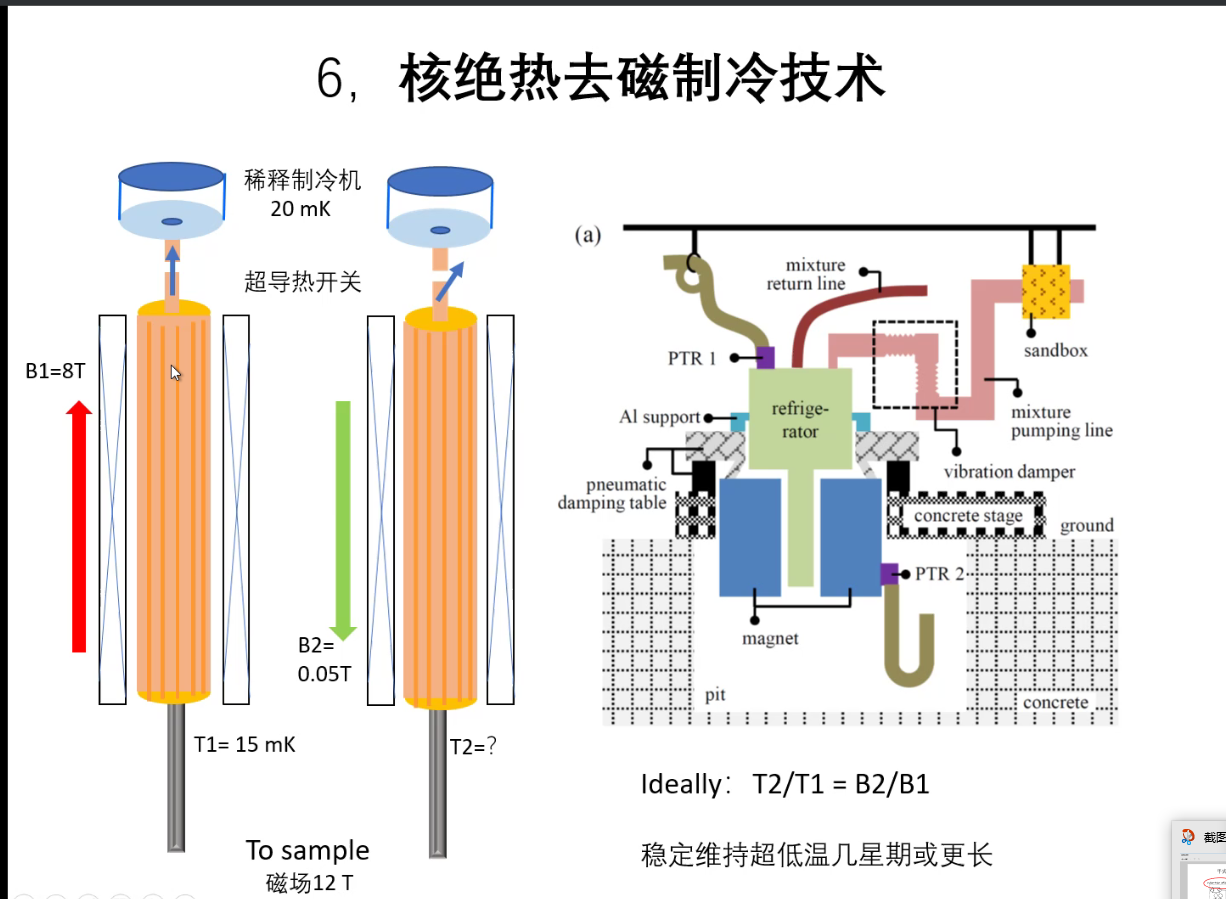 6，核绝热去磁制冷技术
稀释制冷机
20 mK
超导热开关
B1=8T
B2=
0.05T
T1= 15 mK
T2=？
To sample
磁场12 T
(a)
mixture
return line
PTR 1
sandbox
refrige-
rator
Al support
mixture
pumping line
vibration damper
pneumatic
damping table
concrete stage
ground
PTR 2
magnet
pit
concrete
Ideally： T2/T1 = B2/B1
稳定维持超低温几星期或更长
截图